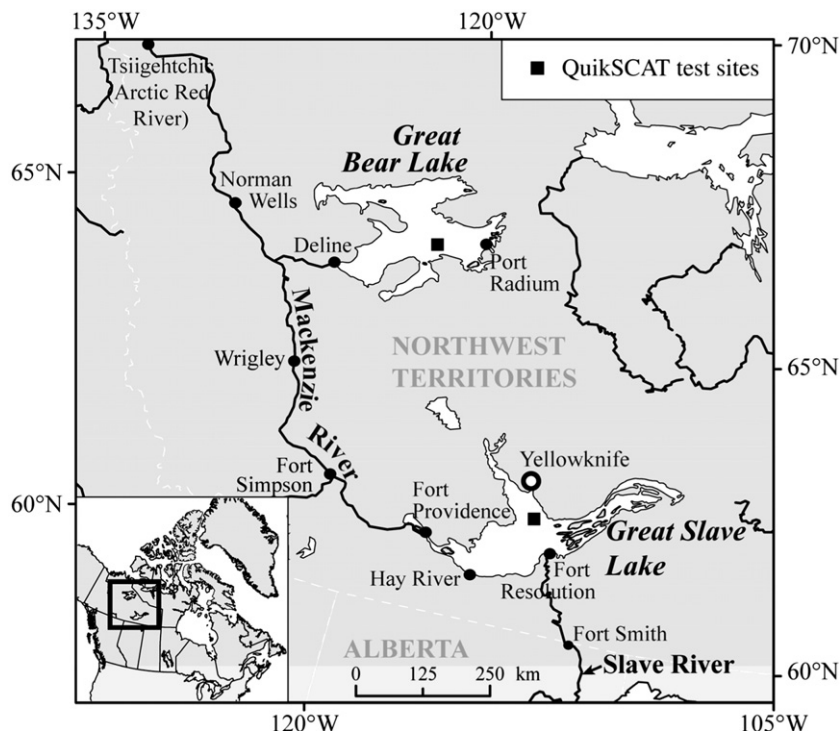 135°W
120°W
70°N
Tsiigehtchic
(Arctic Red
River)
QuikSCAT test sites
Great
Bear Lake
65°N
Norman
Wells
Deline
Port
Radium
Mackenzie
River
NORTHWEST
TERRITORIES
65°N
Wrigley
Fort
Simpson
Yellowknife
60°N
Fort
Providence
Great Slave
Lake
Hay River
Fort
Resolution
Fort Smith
ALBERTA
Slave River
0 125 250 km
60°N
120°W
105°W